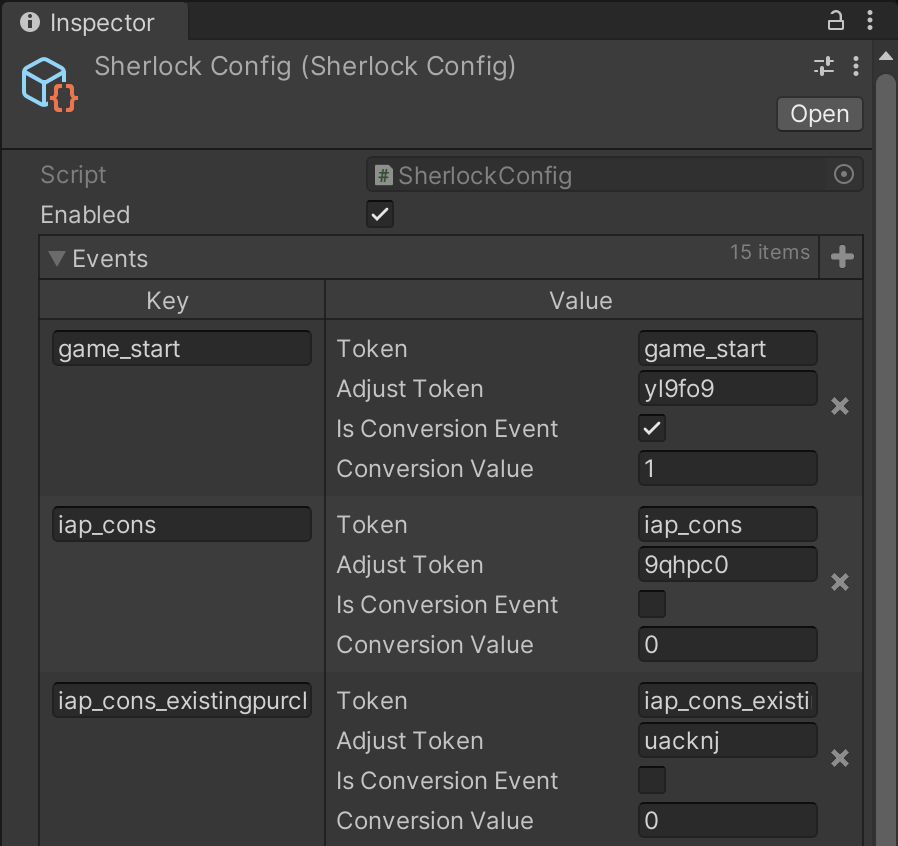 Inspector
Sherlock Config (Sherlock Config)
Open
Script SherlockConfig
Enabled
Events 15 items
Key Value
game_start Token game_start
Adjust Token yl9fo9
Is Conversion Event
Conversion Value 1
iap_cons Token iap_cons
Adjust Token 9qhpc0
Is Conversion Event
Conversion Value 0
iap_cons_existingpurcl Token iap_cons_existi
Adjust Token uacknj
Is Conversion Event
Conversion Value 0